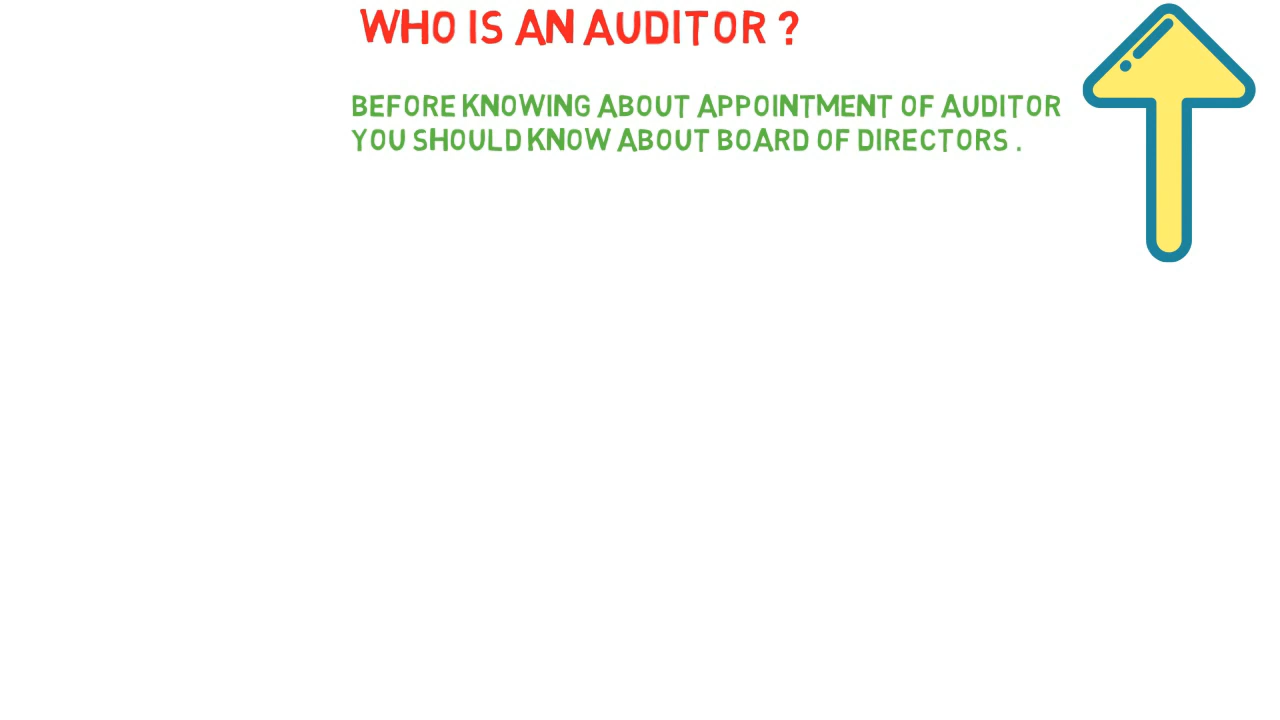 WHO IS AN AUDITOR ?
BEFORE KNOWING ABOUT APPOINTMENT OF AUDITOR
YOU SHOULD KNOW ABOUT BOARD OF DIRECTORS .